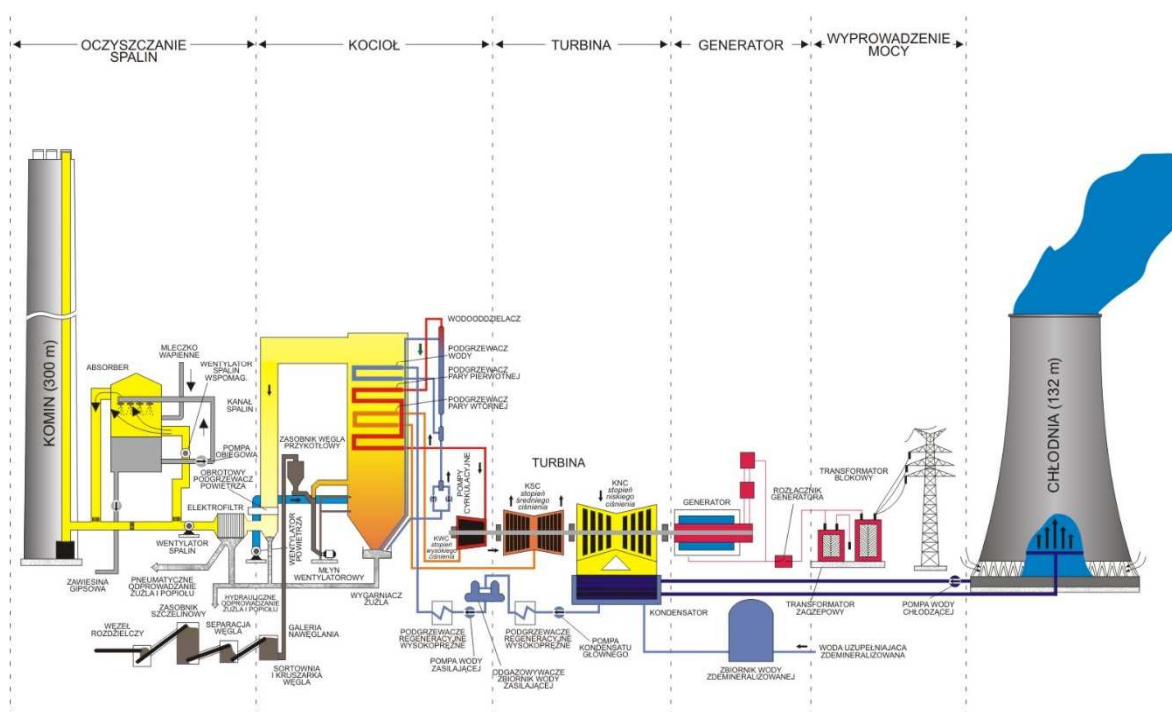 OCZYSZCZANIE
SPALIN
KOCIOŁ
TURBINA
GENERATOR
WYPROWADZENIE
MOCY
KOMIN (300 m)
ABSORBER
MLECZKO
WAPIENNE
WENTYLATOR
SPALIN
WSPOMAG.
KANAŁ
SPALIN
POMPA
OBIEGOWA
OBROTOWY
PODGRZEWACZ
POWIETRZA
ELEKTROFILTR
WENTYLATOR
SPALIN
ZAWIESINA
GIPSOWA
PNEUMATYCZNE
ODPROWADZANIE
ŻUŻLA I POPIOŁU
HYDRAULICZNE
ODPROWADZANIE
ŻUŻLA I POPIOŁU
WENTYLATOR
POWIETRZA
ZASOBNIK WĘGLA
PRZYKOTŁOWY
MŁYN
WENTYLATOROWY
WYGARNIACZ
ŻUŻLA
WĘZEŁ
ROZDZIELCZY
ZASOBNIK
SZCZELINOWY
SEPARACJA
WĘGLA
GALERIA
NAWĘGLANIA
SORTOWNIA
I KRUSZARKA
WĘGLA
WODOODDZIELACZ
PODGRZEWACZ
WODY
PODGRZEWACZ
PARY PIERWOTNEJ
PODGRZEWACZ
PARY WTÓRNEJ
POMPY
CYRKULACYJNE
TURBINA
KWC
stopień
wysokiego
ciśnienia
KSC
stopień
średniego
ciśnienia
KNC
stopień
niskiego
ciśnienia
KONDENSATOR
PODGRZEWACZE
REGENERACYJNE
WYSOKOPRĘŻNE
POMPA WODY
ZASILAJĄCEJ
ODGAZOWYWACZE
ZBIORNIK WODY
ZASILAJĄCEJ
PODGRZEWACZE
REGENERACYJNE
WYSOKOPRĘŻNE
POMPA
KONDENSATU
GŁÓWNEGO
GENERATOR
ROZŁĄCZNIK
GENERATORA
TRANSFORMATOR
BLOKOWY
TRANSFORMATOR
ZACZEPOWY
ZBIORNIK WODY
ZDEMINERALIZOWANEJ
WODA UZUPEŁNIAJĄCA
ZDEMINERALIZOWANA
POMPA WODY
CHŁODZĄCEJ
CHŁODNIA (132 m)